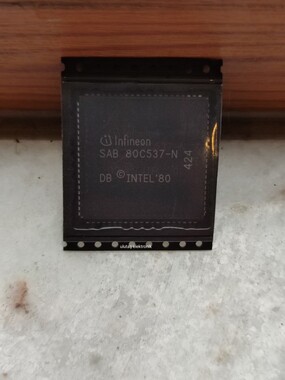 Infineon
SAB 80C537-N
424
DB ©INTEL'80